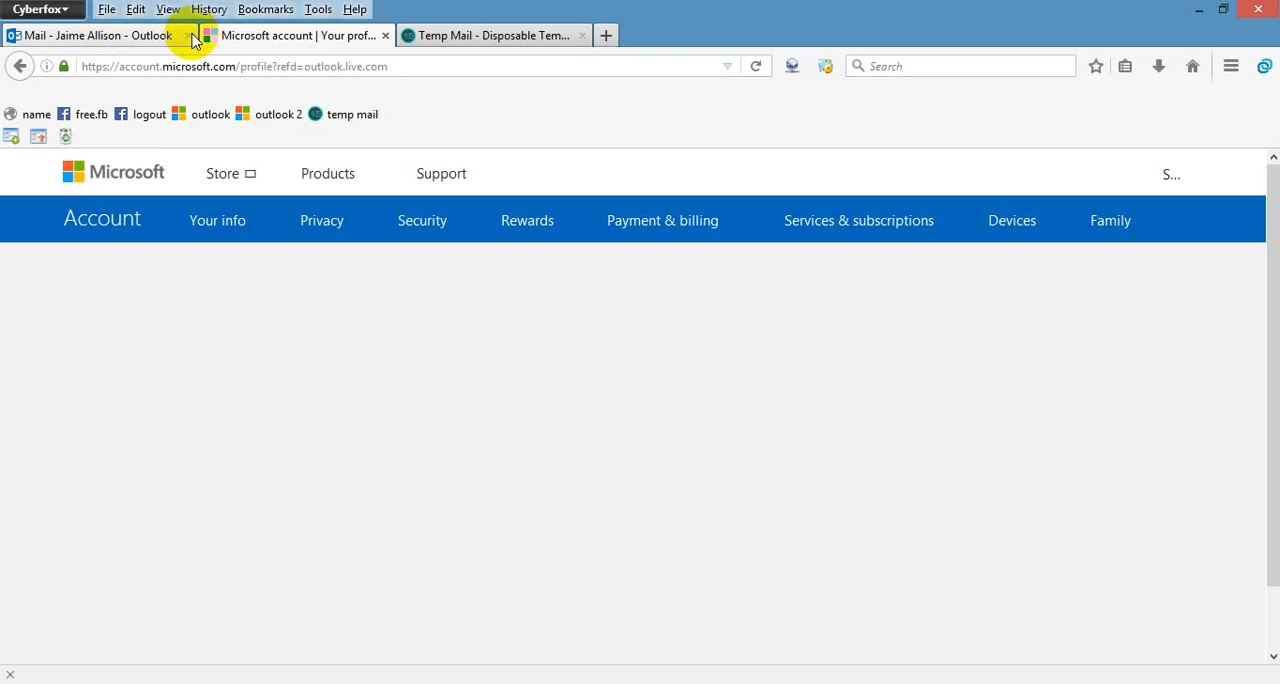 Cyberfox File Edit View History Bookmarks Tools Help
Mail - Jaime Allison - Outlook Microsoft account | Your prof... Temp Mail - Disposable Tem...
https://account.microsoft.com/profile?refd=outlook.live.com Search
name free.fb logout outlook outlook 2 temp mail
Microsoft Store Products Support S...
Account Your info Privacy Security Rewards Payment & billing Services & subscriptions Devices Family